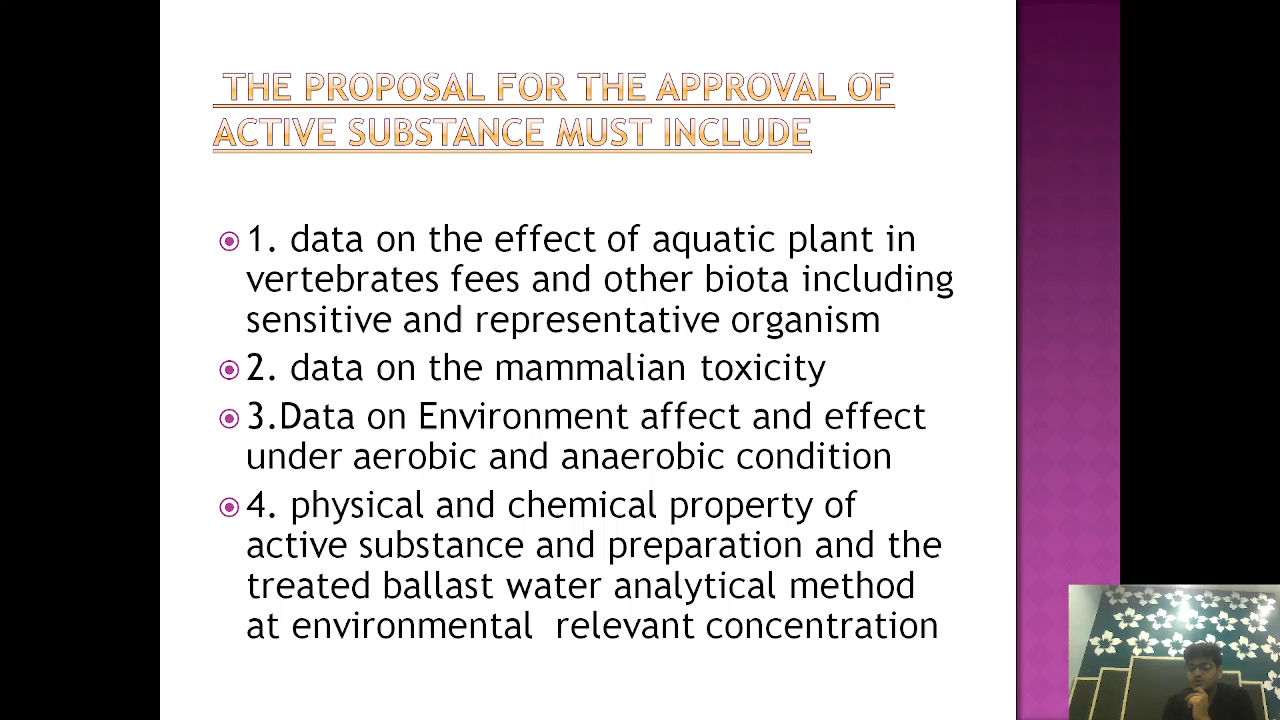 THE PROPOSAL FOR THE APPROVAL OF
ACTIVE SUBSTANCE MUST INCLUDE
1. data on the effect of aquatic plant in
vertebrates fees and other biota including
sensitive and representative organism
2. data on the mammalian toxicity
3.Data on Environment affect and effect
under aerobic and anaerobic condition
4. physical and chemical property of
active substance and preparation and the
treated ballast water analytical method
at environmental relevant concentration